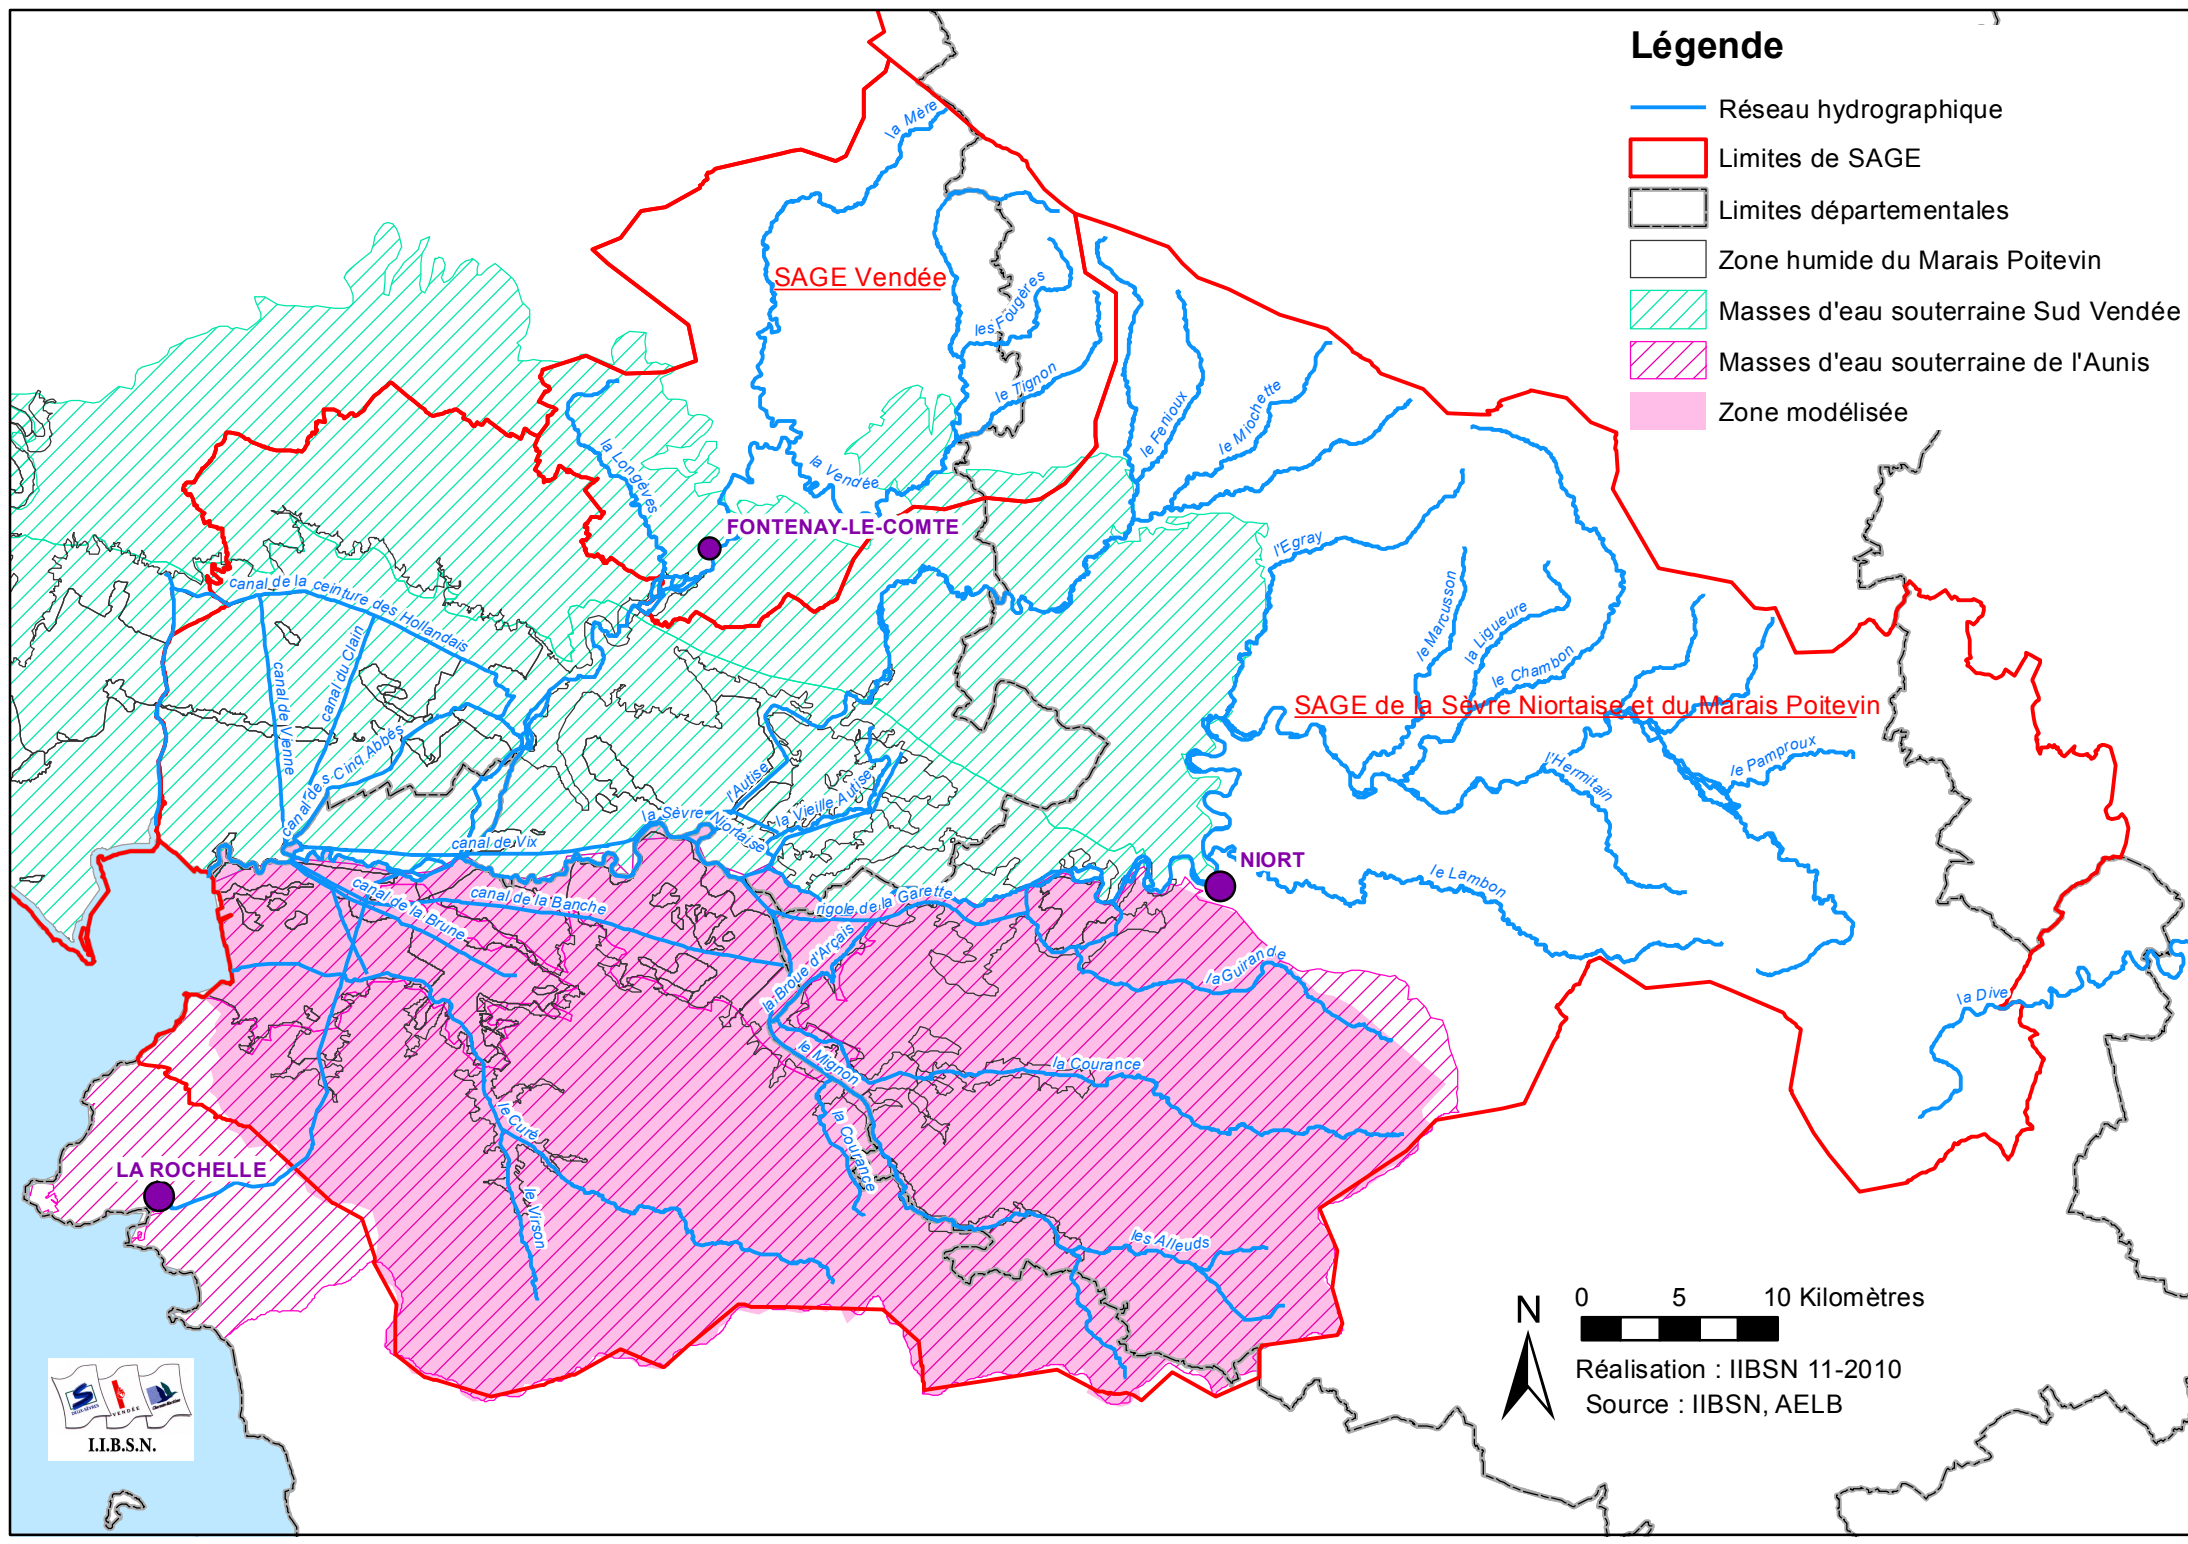 Légende
Réseau hydrographique
Limites de SAGE
Limites départementales
Zone humide du Marais Poitevin
Masses d'eau souterraine Sud Vendée
Masses d'eau souterraine de l'Aunis
Zone modélisée
la Mère
SAGE Vendée
les Fougères
le Tignon
le Fenioux
le Miochette
la Longèves
la Vendée
FONTENAY-LE-COMTE
l'Egray
canal de la ceinture des Hollandais
le Marcusson
la Ligueure
le Chambon
canal du Clain
canal de Vienne
SAGE de la Sèvre Niortaise et du Marais Poitevin
canal des Cinq Abbés
l'Autise
la Vieille Autise
l'Hermitain
le Pamproux
la Sèvre Niortaise
canal de Vix
NIORT
le Lambon
canal de la Brune
canal de la Banche
rigole de la Garette
la Broue d'Arçais
la Guirande
la Dive
le Mignon
la Courance
le Curé
la Courance
LA ROCHELLE
le Virson
les Alleuds
N
0 5 10 Kilomètres
Réalisation : IIBSN 11-2010
Source : IIBSN, AELB
DEUX-SÈVRES
VENDÉE
Charente-Maritime
I.I.B.S.N.